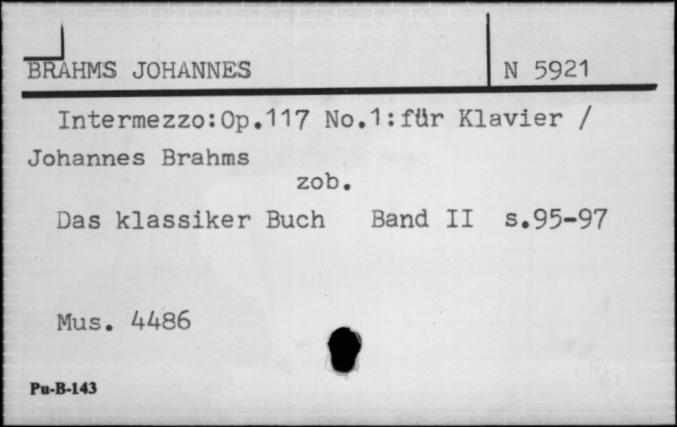 BRAHMS JOHANNES N 5921
Intermezzo:Op.117 No.1:für Klavier /
Johannes Brahms
zob.
Das klassiker Buch Band II s.95-97
Mus. 4486
Pu-B-143